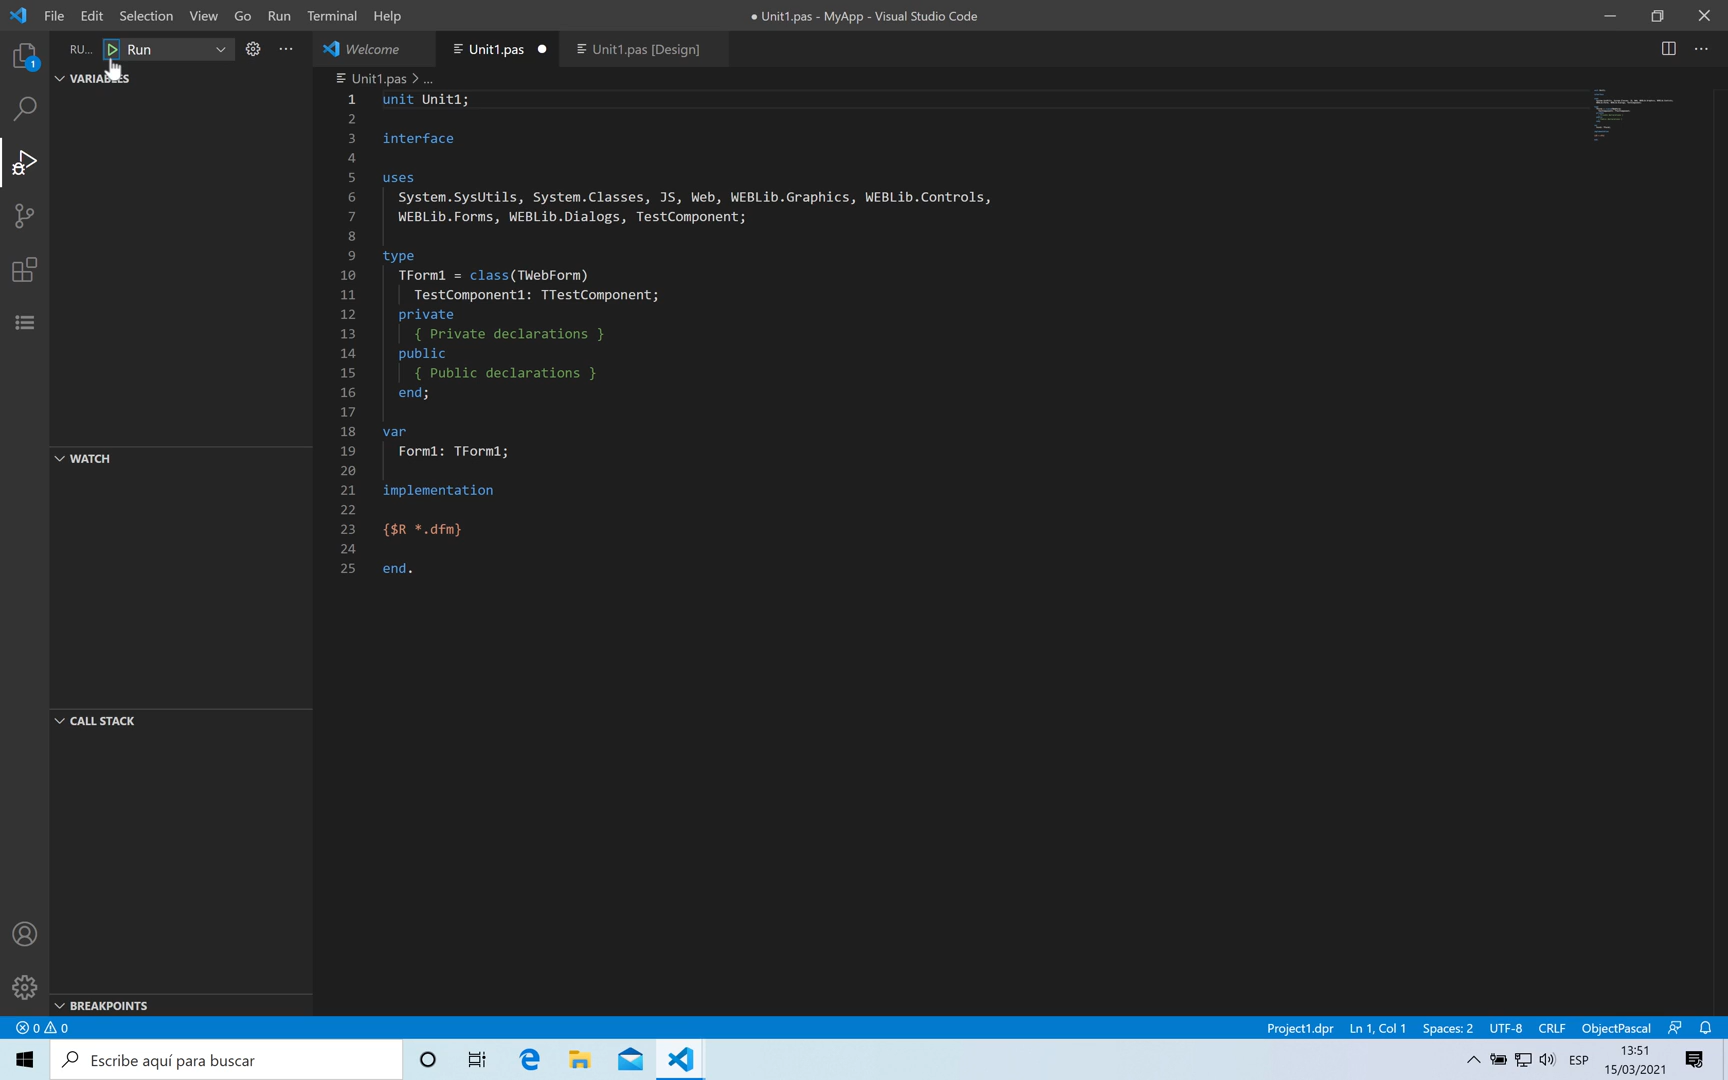 File Edit Selection View Go Run Terminal Help
● Unit1.pas - MyApp - Visual Studio Code
RU... Run
Welcome
Unit1.pas
Unit1.pas [Design]
1
VARIABLES
Unit1.pas > ...
1 unit Unit1;
2
3 interface
4
5 uses
6 System.SysUtils, System.Classes, JS, Web, WEBLib.Graphics, WEBLib.Controls,
7 WEBLib.Forms, WEBLib.Dialogs, TestComponent;
8
9 type
10 TForm1 = class(TWebForm)
11 TestComponent1: TTestComponent;
12 private
13 { Private declarations }
14 public
15 { Public declarations }
16 end;
17
18 var
19 Form1: TForm1;
20
21 implementation
22
23 {$R *.dfm}
24
25 end.
WATCH
CALL STACK
BREAKPOINTS
0 0
Project1.dpr Ln 1, Col 1 Spaces: 2 UTF-8 CRLF ObjectPascal
Escribe aquí para buscar
ESP
13:51
15/03/2021